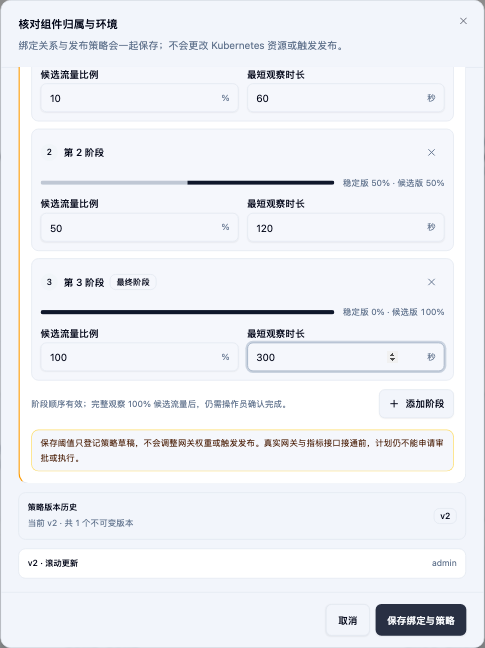 核对组件归属与环境
绑定关系与发布策略会一起保存；不会更改 Kubernetes 资源或触发发布。
候选流量比例 最短观察时长
10 % 60 秒
2 第 2 阶段
稳定版 50% · 候选版 50%
候选流量比例 最短观察时长
50 % 120 秒
3 第 3 阶段 最终阶段
稳定版 0% · 候选版 100%
候选流量比例 最短观察时长
100 % 300 秒
阶段顺序有效；完整观察 100% 候选流量后，仍需操作员确认完成。
+ 添加阶段
保存阈值只登记策略草稿，不会调整网关权重或触发发布。真实网关与指标接口接通前，计划仍不能申请审
批或执行。
策略版本历史
当前 v2 · 共 1 个不可变版本
v2
v2 · 滚动更新 admin
取消 保存绑定与策略